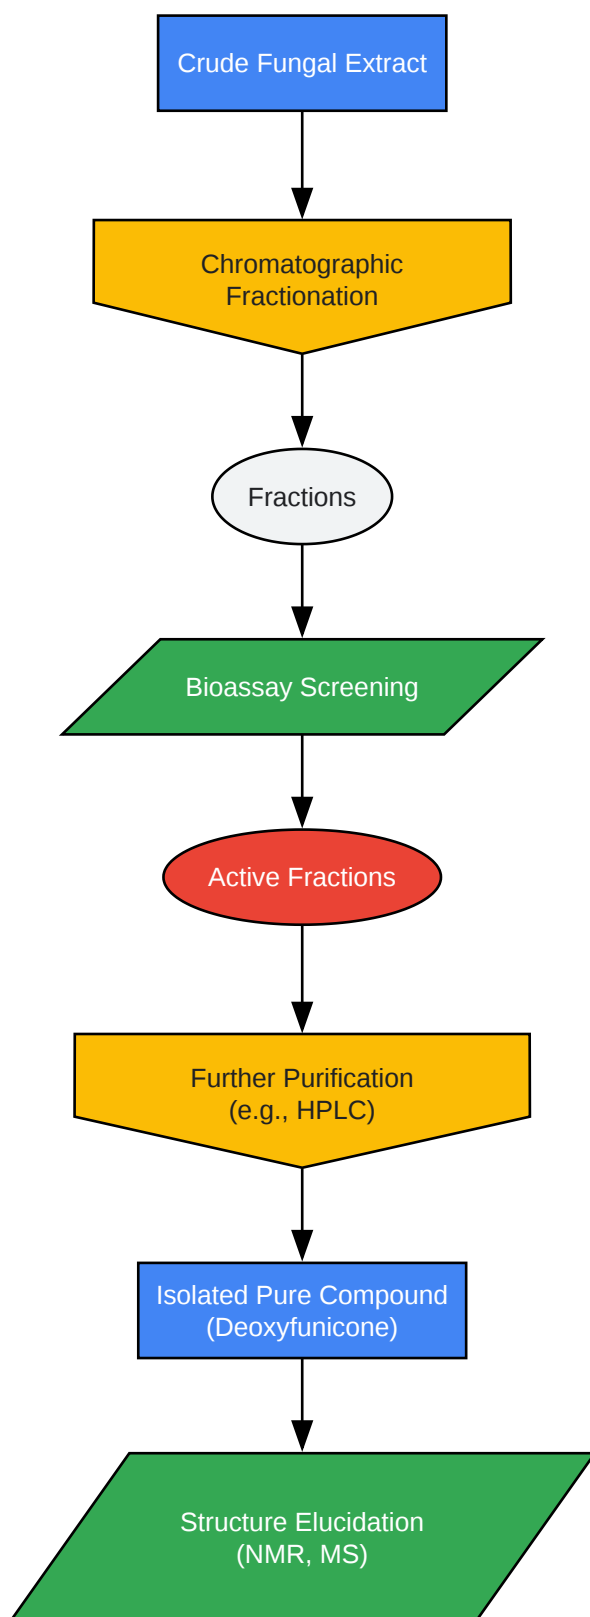 Crude Fungal Extract
Chromatographic
Fractionation
Fractions
Bioassay Screening
Active Fractions
Further Purification
(e.g., HPLC)
Isolated Pure Compound
(Deoxyfunicone)
Structure Elucidation
(NMR, MS)